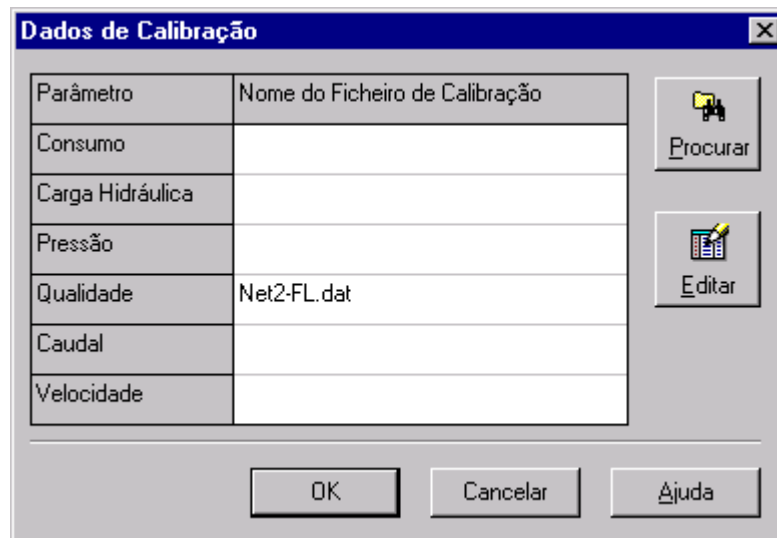 Dados de Calibração
Parâmetro Nome do Ficheiro de Calibração
Consumo
Carga Hidráulica
Pressão
Qualidade Net2-FL.dat
Caudal
Velocidade
Procurar
Editar
OK Cancelar Ajuda